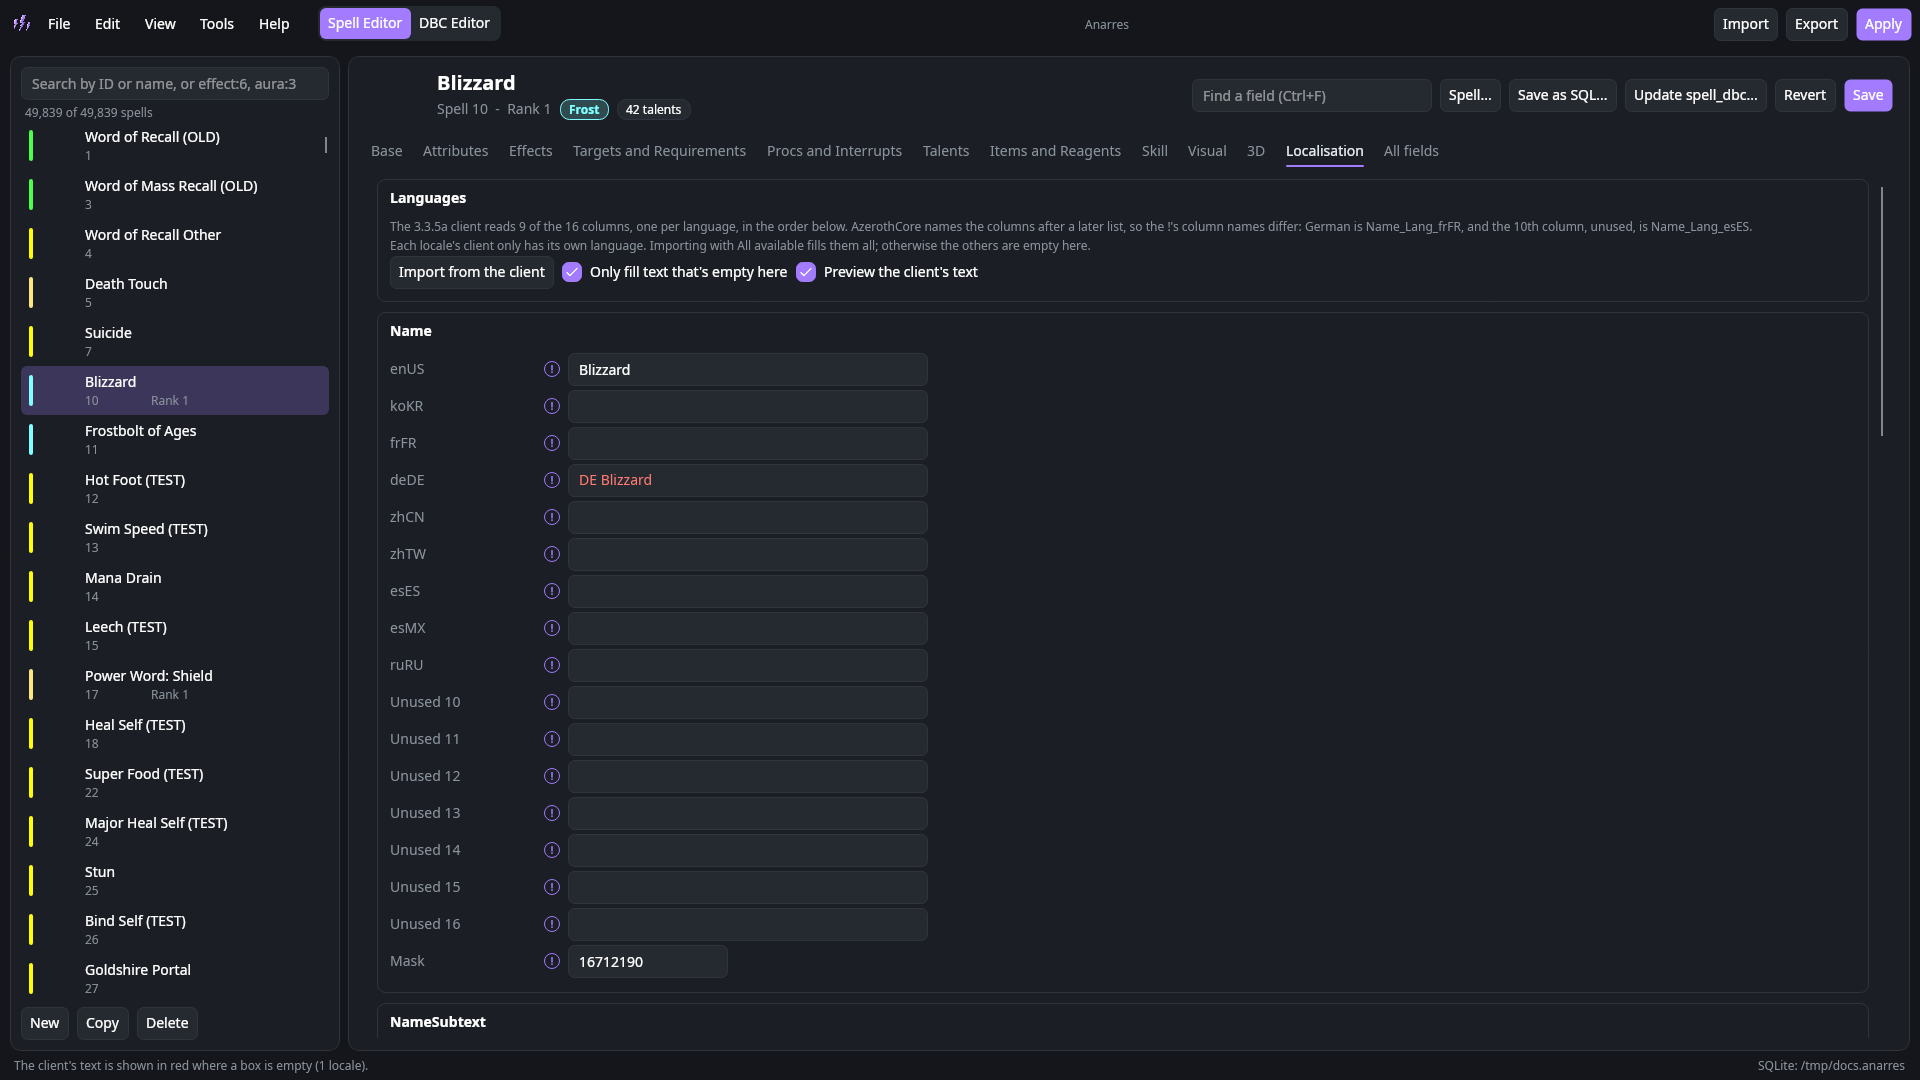 File Edit View Tools Help Spell Editor DBC Editor Anarres Import Export Apply
Search by ID or name, or effect:6, aura:3
49,839 of 49,839 spells
Word of Recall (OLD)
1
Word of Mass Recall (OLD)
3
Word of Recall Other
4
Death Touch
5
Suicide
7
Blizzard
10 Rank 1
Frostbolt of Ages
11
Hot Foot (TEST)
12
Swim Speed (TEST)
13
Mana Drain
14
Leech (TEST)
15
Power Word: Shield
17 Rank 1
Heal Self (TEST)
18
Super Food (TEST)
22
Major Heal Self (TEST)
24
Stun
25
Bind Self (TEST)
26
Goldshire Portal
27
New Copy Delete
Blizzard
Spell 10 - Rank 1 Frost 42 talents
Find a field (Ctrl+F) Spell... Save as SQL... Update spell_dbc... Revert Save
Base Attributes Effects Targets and Requirements Procs and Interrupts Talents Items and Reagents Skill Visual 3D Localisation All fields
Languages
The 3.3.5a client reads 9 of the 16 columns, one per language, in the order below. AzerothCore names the columns after a later list, so the !'s column names differ: German is Name_Lang_frFR, and the 10th column, unused, is Name_Lang_esES.
Each locale's client only has its own language. Importing with All available fills them all; otherwise the others are empty here.
Import from the client Only fill text that's empty here Preview the client's text
Name
enUS ! Blizzard
koKR !
frFR !
deDE ! DE Blizzard
zhCN !
zhTW !
esES !
esMX !
ruRU !
Unused 10 !
Unused 11 !
Unused 12 !
Unused 13 !
Unused 14 !
Unused 15 !
Unused 16 !
Mask ! 16712190
NameSubtext
The client's text is shown in red where a box is empty (1 locale).
SQLite: /tmp/docs.anarres